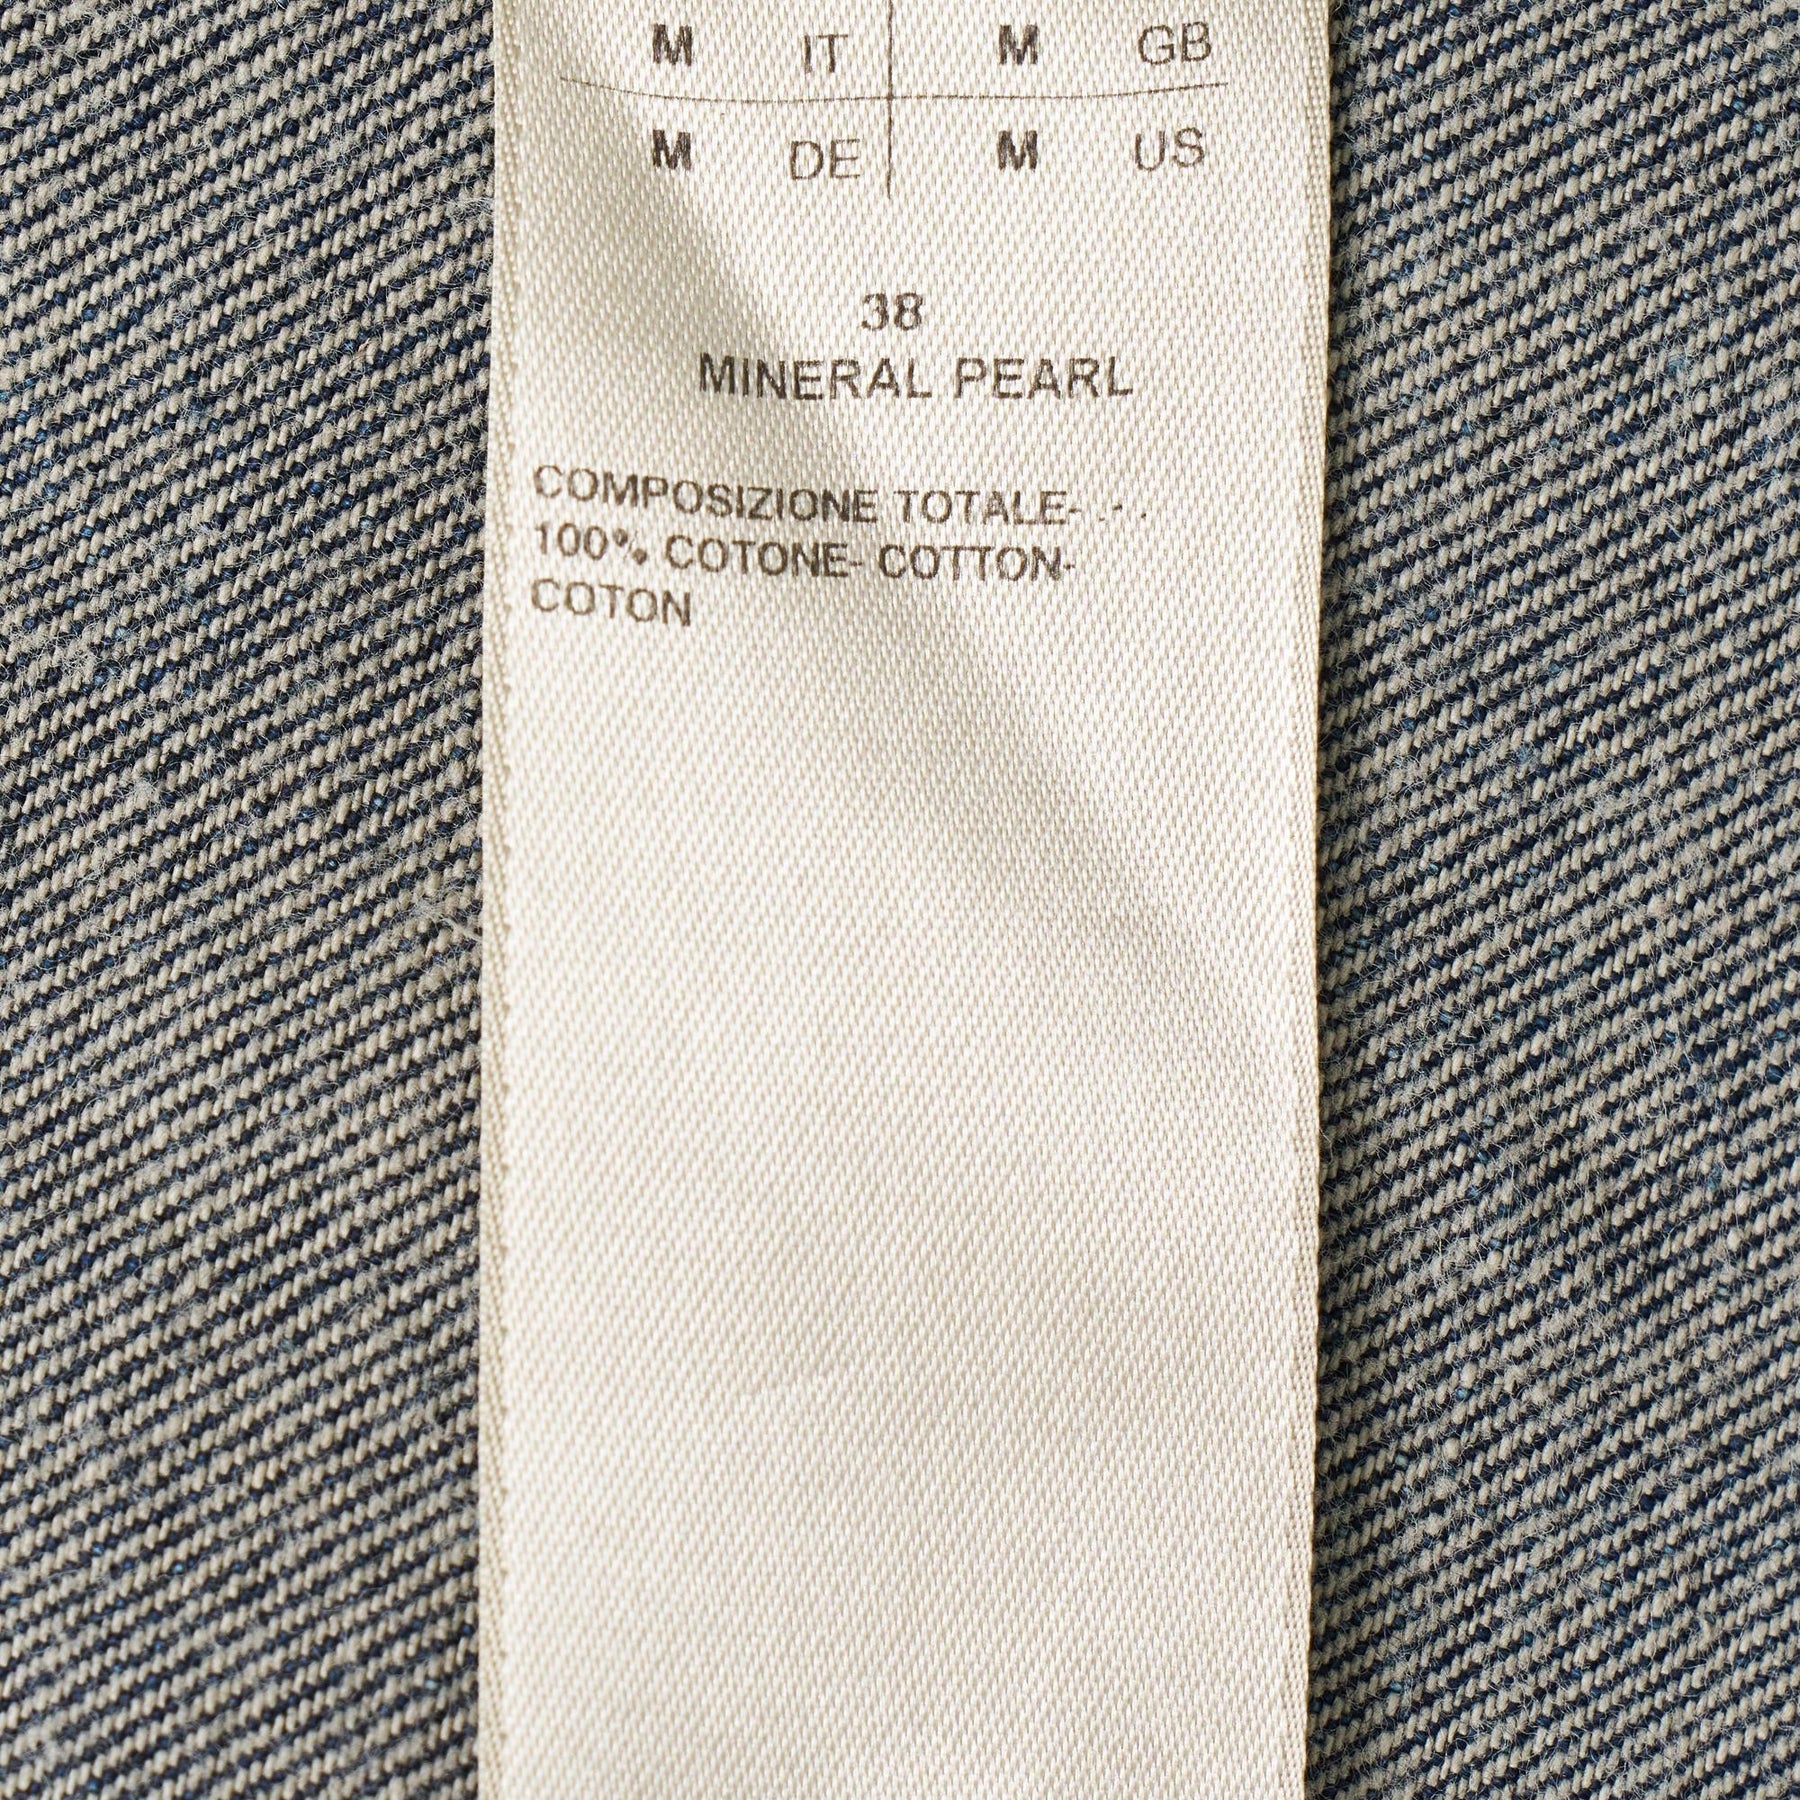 M IT M GB
M DE M US
38
MINERAL PEARL
COMPOSIZIONE TOTALE-
100% COTONE- COTTON-
COTON